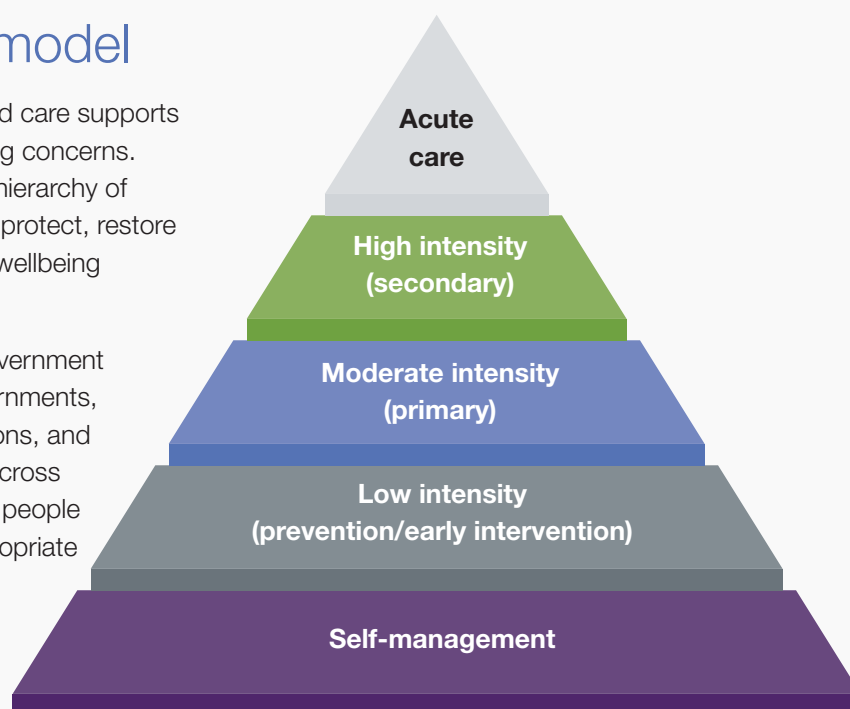 model
d care supports
g concerns.
hierarchy of
protect, restore
wellbeing
vernment
rnments,
ons, and
cross
people
opriate
Acute
care
High intensity
(secondary)
Moderate intensity
(primary)
Low intensity
(prevention/early intervention)
Self-management